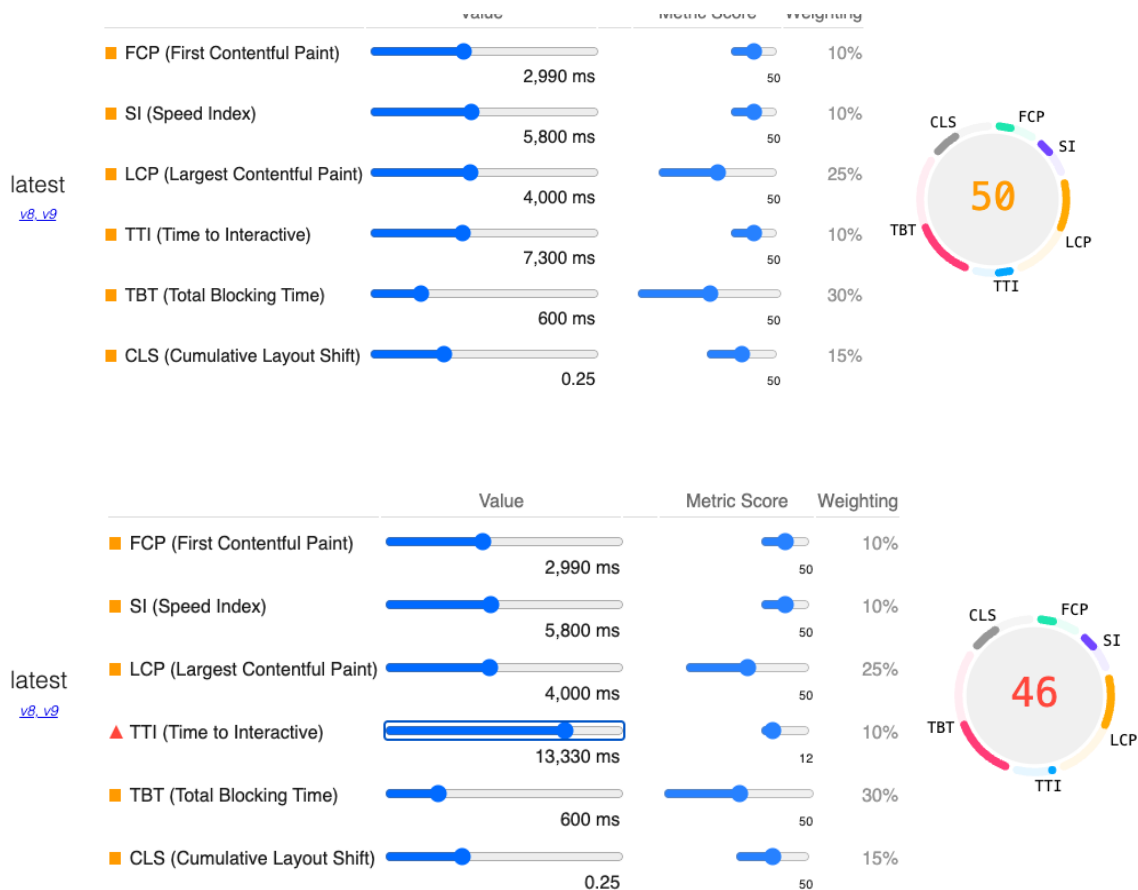 Value Metric Score Weighting
FCP (First Contentful Paint) 10%
2,990 ms 50
SI (Speed Index) 10%
5,800 ms 50
LCP (Largest Contentful Paint) 25%
4,000 ms 50
TTI (Time to Interactive) 10%
7,300 ms 50
TBT (Total Blocking Time) 30%
600 ms 50
CLS (Cumulative Layout Shift) 15%
0.25 50
latest
v8, v9
CLS FCP
SI
50
TBT LCP
TTI
Value Metric Score Weighting
FCP (First Contentful Paint) 10%
2,990 ms 50
SI (Speed Index) 10%
5,800 ms 50
LCP (Largest Contentful Paint) 25%
4,000 ms 50
TTI (Time to Interactive) 10%
13,330 ms 12
TBT (Total Blocking Time) 30%
600 ms 50
CLS (Cumulative Layout Shift) 15%
0.25 50
latest
v8, v9
CLS FCP
SI
46
TBT LCP
TTI